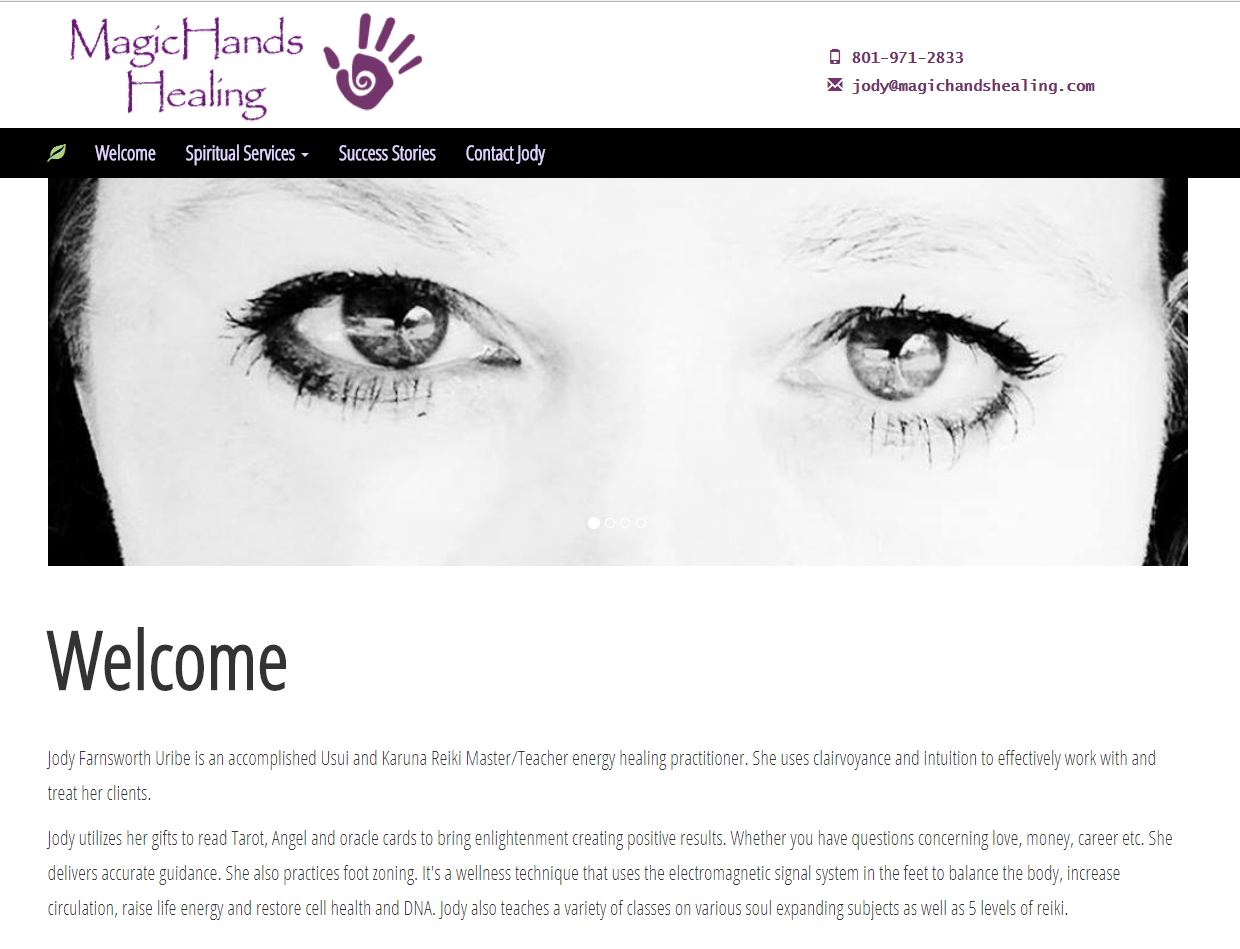 MagicHands
Healing
801-971-2833
jody@magichandshealing.com
Welcome
Spiritual Services
Success Stories
Contact Jody
Welcome
Jody Farnsworth Uribe is an accomplished Usui and Karuna Reiki Master/Teacher energy healing practitioner. She uses clairvoyance and intuition to effectively work with and
treat her clients.
Jody utilizes her gifts to read Tarot, Angel and oracle cards to bring enlightenment creating positive results. Whether you have questions concerning love, money, career etc. She
delivers accurate guidance. She also practices foot zoning. It's a wellness technique that uses the electromagnetic signal system in the feet to balance the body, increase
circulation, raise life energy and restore cell health and DNA. Jody also teaches a variety of classes on various soul expanding subjects as well as 5 levels of reiki.